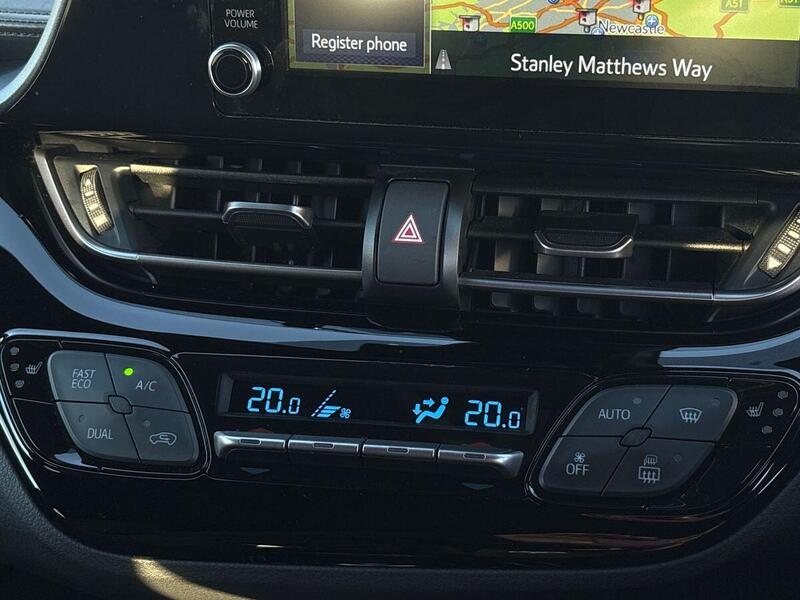 POWER
VOLUME
Register phone
A500
Newcastle
A51
Stanley Matthews Way
FAST
ECO
A/C
DUAL
20.0
20.0
AUTO
OFF